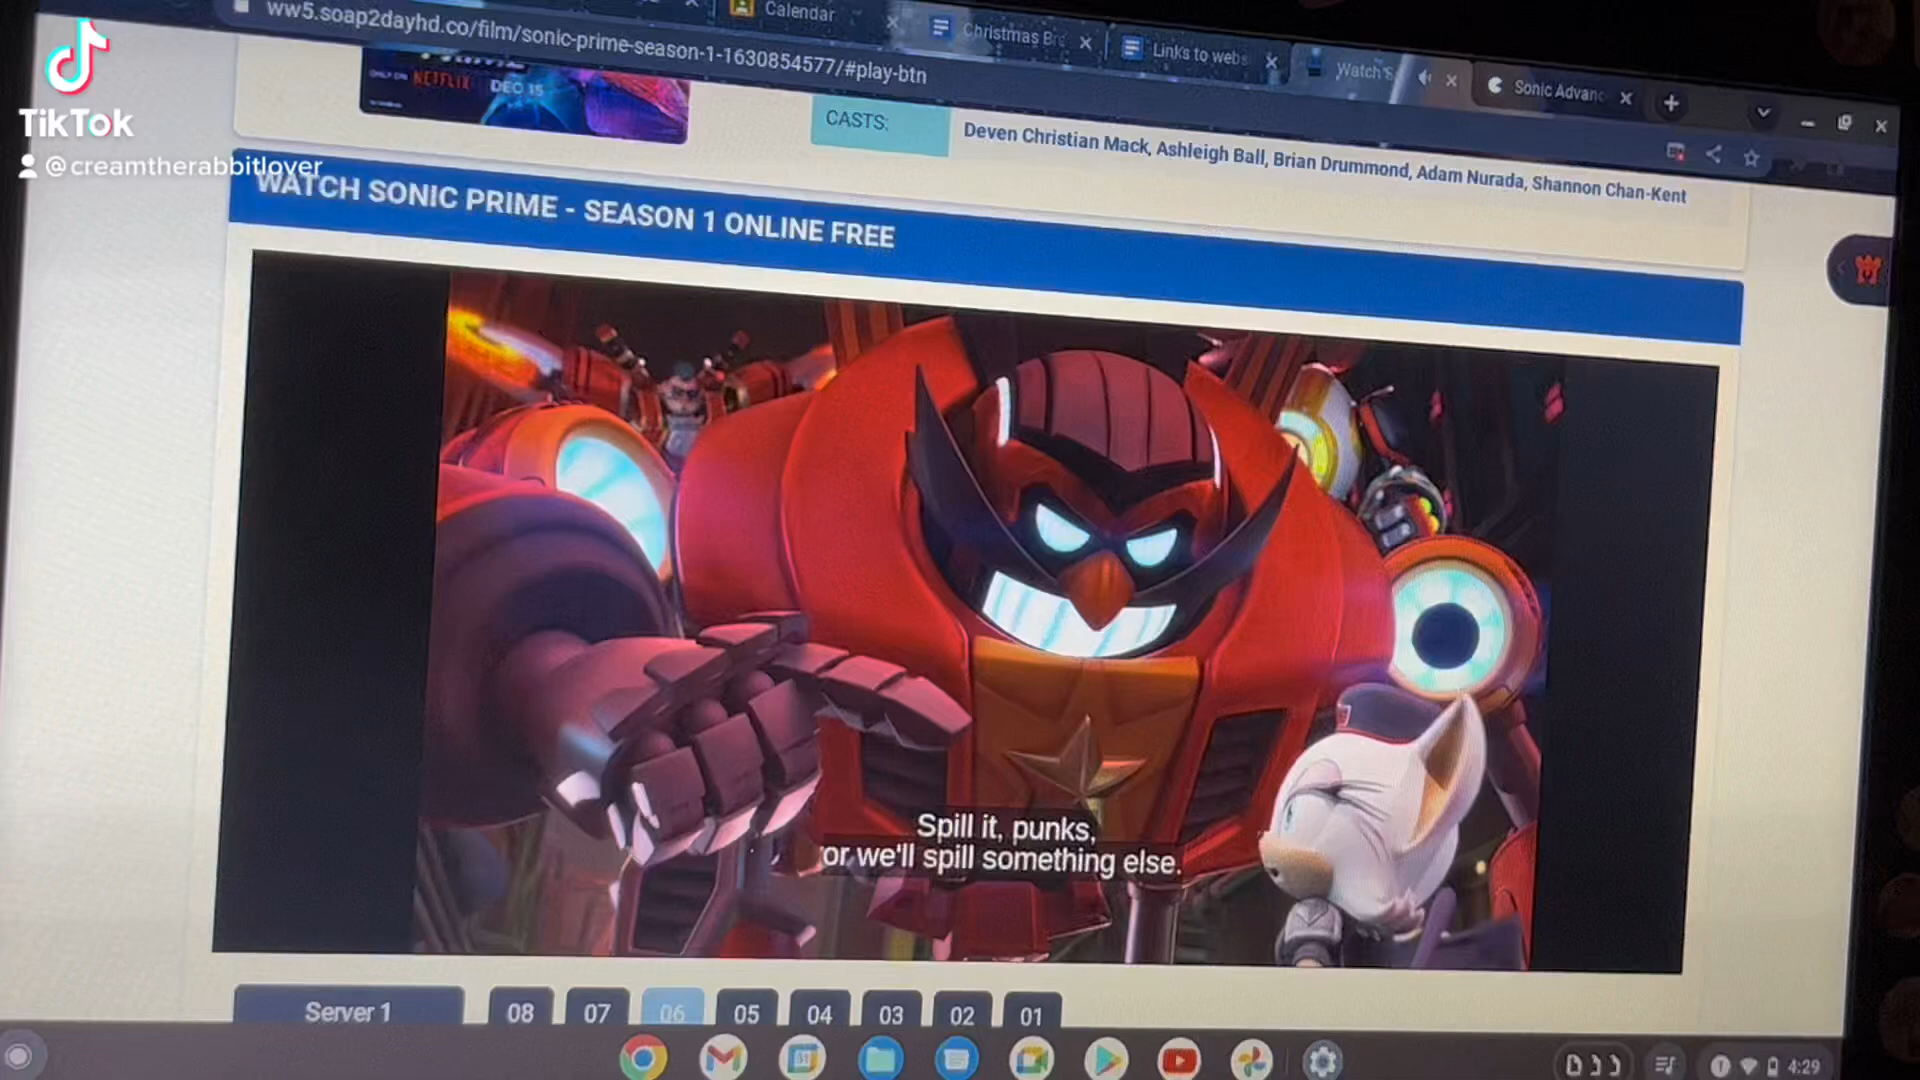 TikTok
@creamtherabbitlover
Calendar
Christmas Bre
Links to webs
Watch S
Sonic Advanc
ww5.soap2dayhd.co/film/sonic-prime-season-1-1630854577/#play-btn
ONLY ON NETFLIX DEC 15
CASTS:
Deven Christian Mack, Ashleigh Ball, Brian Drummond, Adam Nurada, Shannon Chan-Kent
WATCH SONIC PRIME - SEASON 1 ONLINE FREE
Spill it, punks,
or we'll spill something else.
Server 1
08
07
06
05
04
03
02
01
4:29